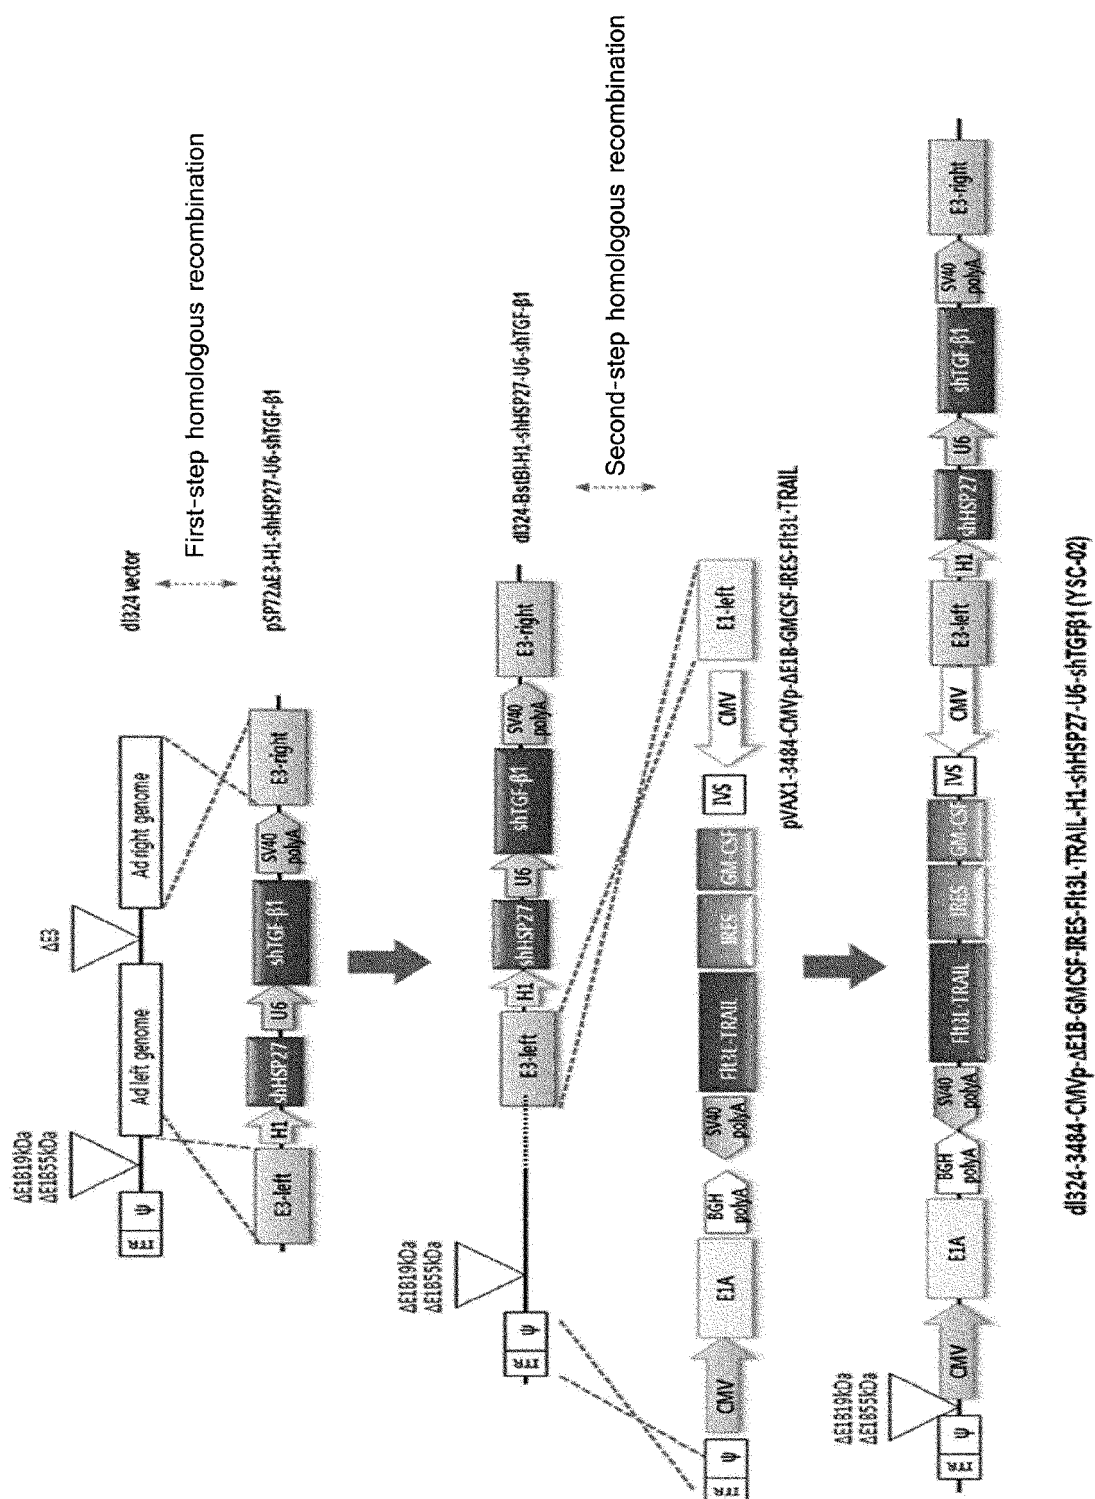 ΔE1B19kDa
ΔE1B55kDa
ΔE3
ITR
Ψ
Ad left genome
Ad right genome
dl324 vector
First-step homologous recombination
E3-left
H1
shHSP27
U6
shTGF-β1
SV40
polyA
E3-right
pSP72ΔE3-H1-shHSP27-U6-shTGF-β1
ΔE1B19kDa
ΔE1B55kDa
ITR
Ψ
E3-left
H1
shHSP27
U6
shTGF-β1
SV40
polyA
E3-right
dl324-BstBI-H1-shHSP27-U6-shTGF-β1
Second-step homologous recombination
ITR
Ψ
CMV
E1A
BGH
polyA
SV40
polyA
Flt3L-TRAIL
IRES
GM-CSF
IVS
CMV
E1-left
pVAX1-3484-CMVp-ΔE1B-GMCSF-IRES-Flt3L-TRAIL
ΔE1B19kDa
ΔE1B55kDa
ITR
Ψ
CMV
E1A
BGH
polyA
SV40
polyA
Flt3L-TRAIL
IRES
GM-CSF
IVS
CMV
E3-left
H1
shHSP27
U6
shTGF-β1
SV40
polyA
E3-right
dl324-3484-CMVp-ΔE1B-GMCSF-IRES-Flt3L-TRAIL-H1-shHSP27-U6-shTGFβ1 (YSC-02)